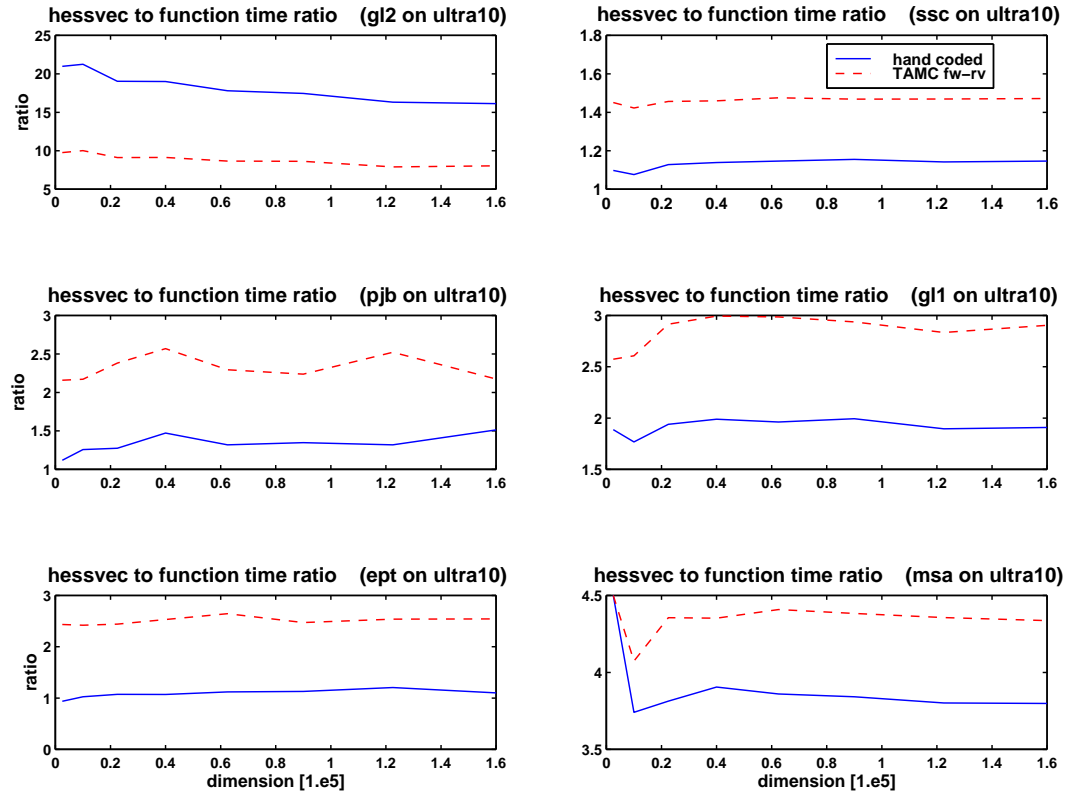 hessvec to function time ratio (gl2 on ultra10)
25
20
15
10
5
ratio
0 0.2 0.4 0.6 0.8 1 1.2 1.4 1.6
hessvec to function time ratio (ssc on ultra10)
1.8
1.6
1.4
1.2
1
hand coded
TAMC fw−rv
0 0.2 0.4 0.6 0.8 1 1.2 1.4 1.6
hessvec to function time ratio (pjb on ultra10)
3
2.5
2
1.5
1
ratio
0 0.2 0.4 0.6 0.8 1 1.2 1.4 1.6
hessvec to function time ratio (gl1 on ultra10)
3
2.5
2
1.5
0 0.2 0.4 0.6 0.8 1 1.2 1.4 1.6
hessvec to function time ratio (ept on ultra10)
3
2
1
0
ratio
0 0.2 0.4 0.6 0.8 1 1.2 1.4 1.6
dimension [1.e5]
hessvec to function time ratio (msa on ultra10)
4.5
4
3.5
0 0.2 0.4 0.6 0.8 1 1.2 1.4 1.6
dimension [1.e5]